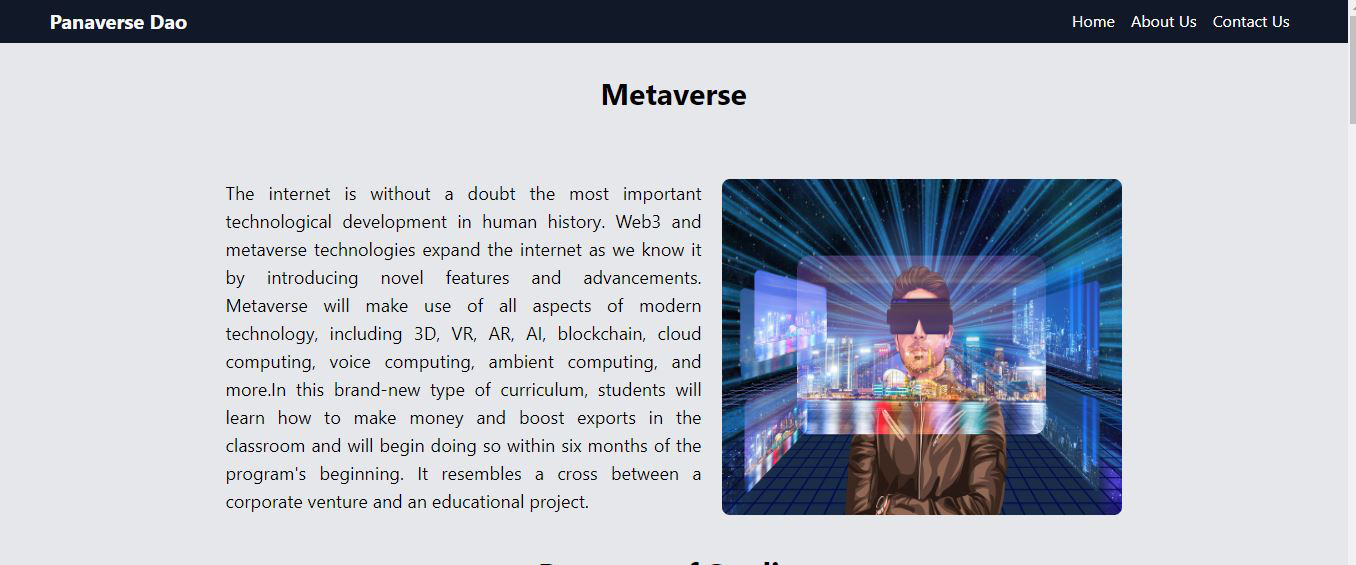 Panaverse Dao
Home About Us Contact Us
Metaverse
The internet is without a doubt the most important
technological development in human history. Web3 and
metaverse technologies expand the internet as we know it
by introducing novel features and advancements.
Metaverse will make use of all aspects of modern
technology, including 3D, VR, AR, AI, blockchain, cloud
computing, voice computing, ambient computing, and
more.In this brand-new type of curriculum, students will
learn how to make money and boost exports in the
classroom and will begin doing so within six months of the
program's beginning. It resembles a cross between a
corporate venture and an educational project.